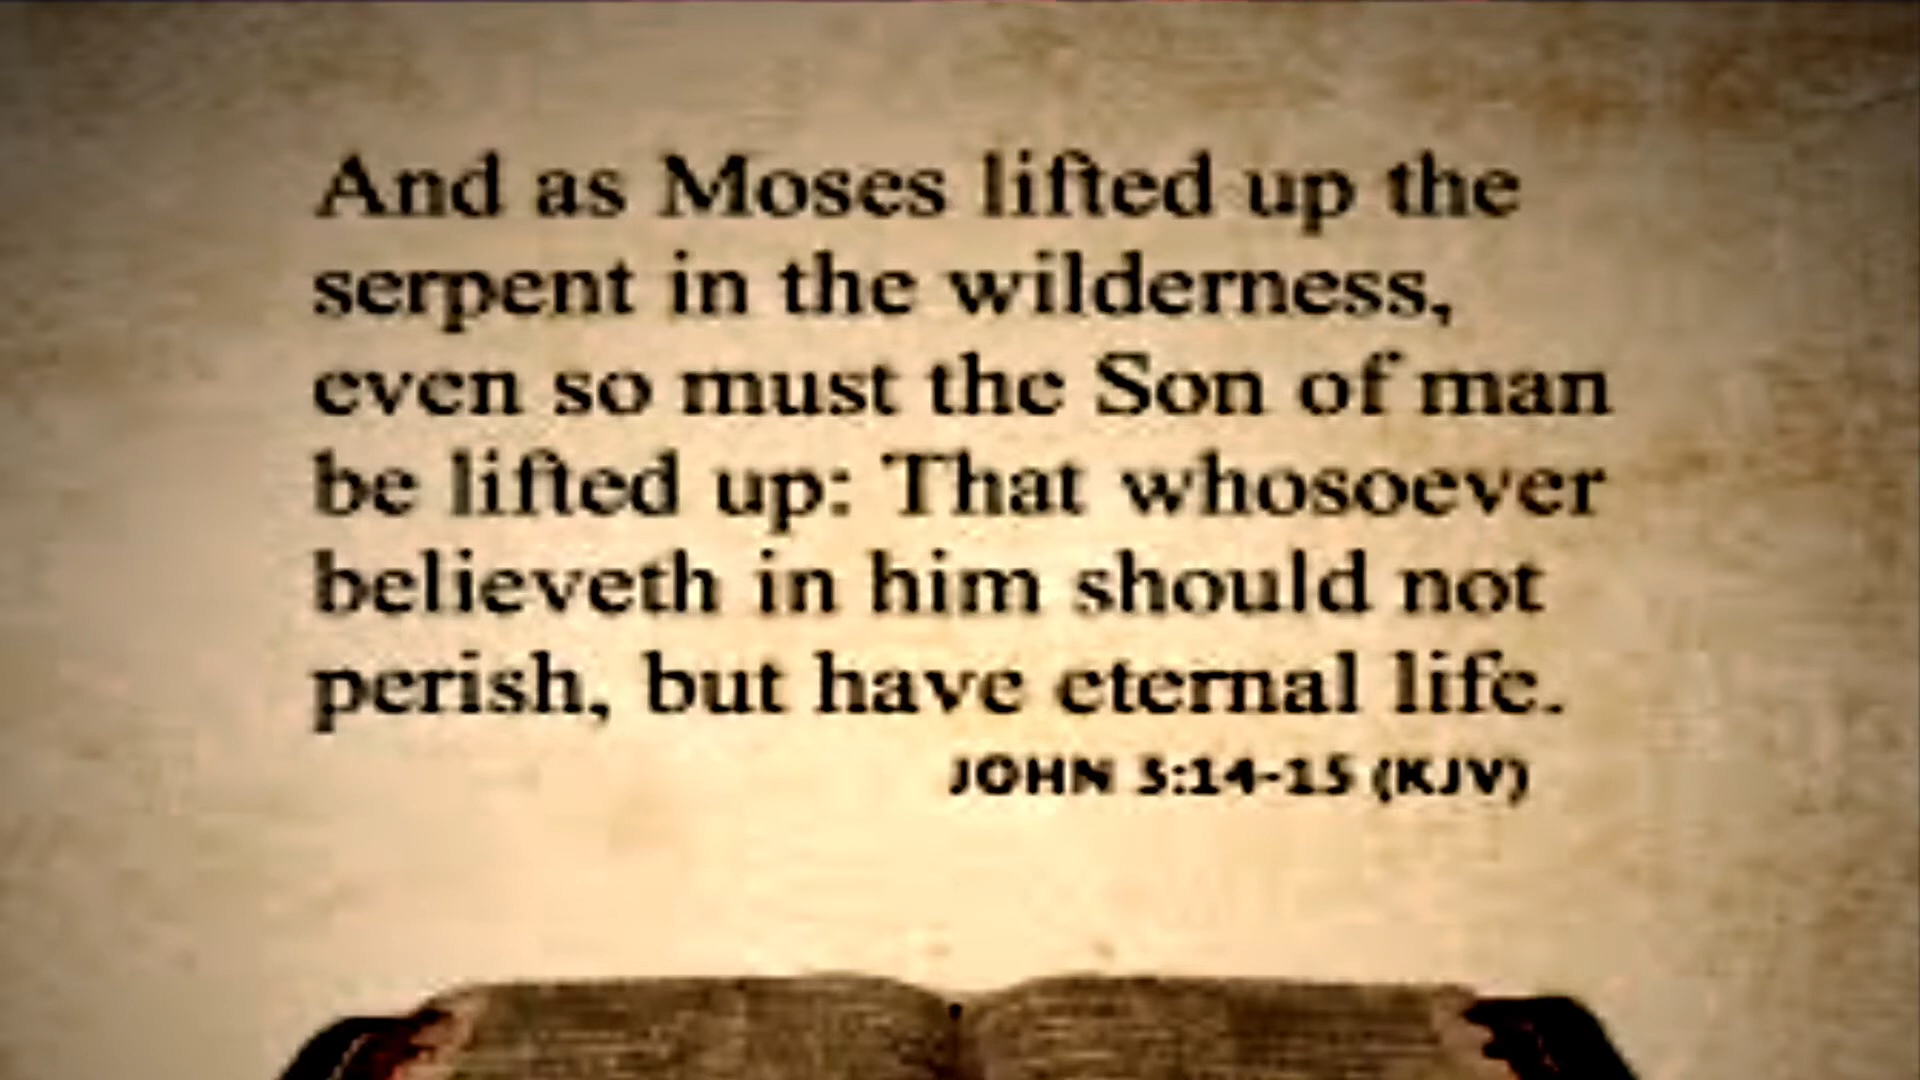 And as Moses lifted up the
serpent in the wilderness,
even so must the Son of man
be lifted up: That whosoever
believeth in him should not
perish, but have eternal life.
JOHN 3:14-15 (KJV)